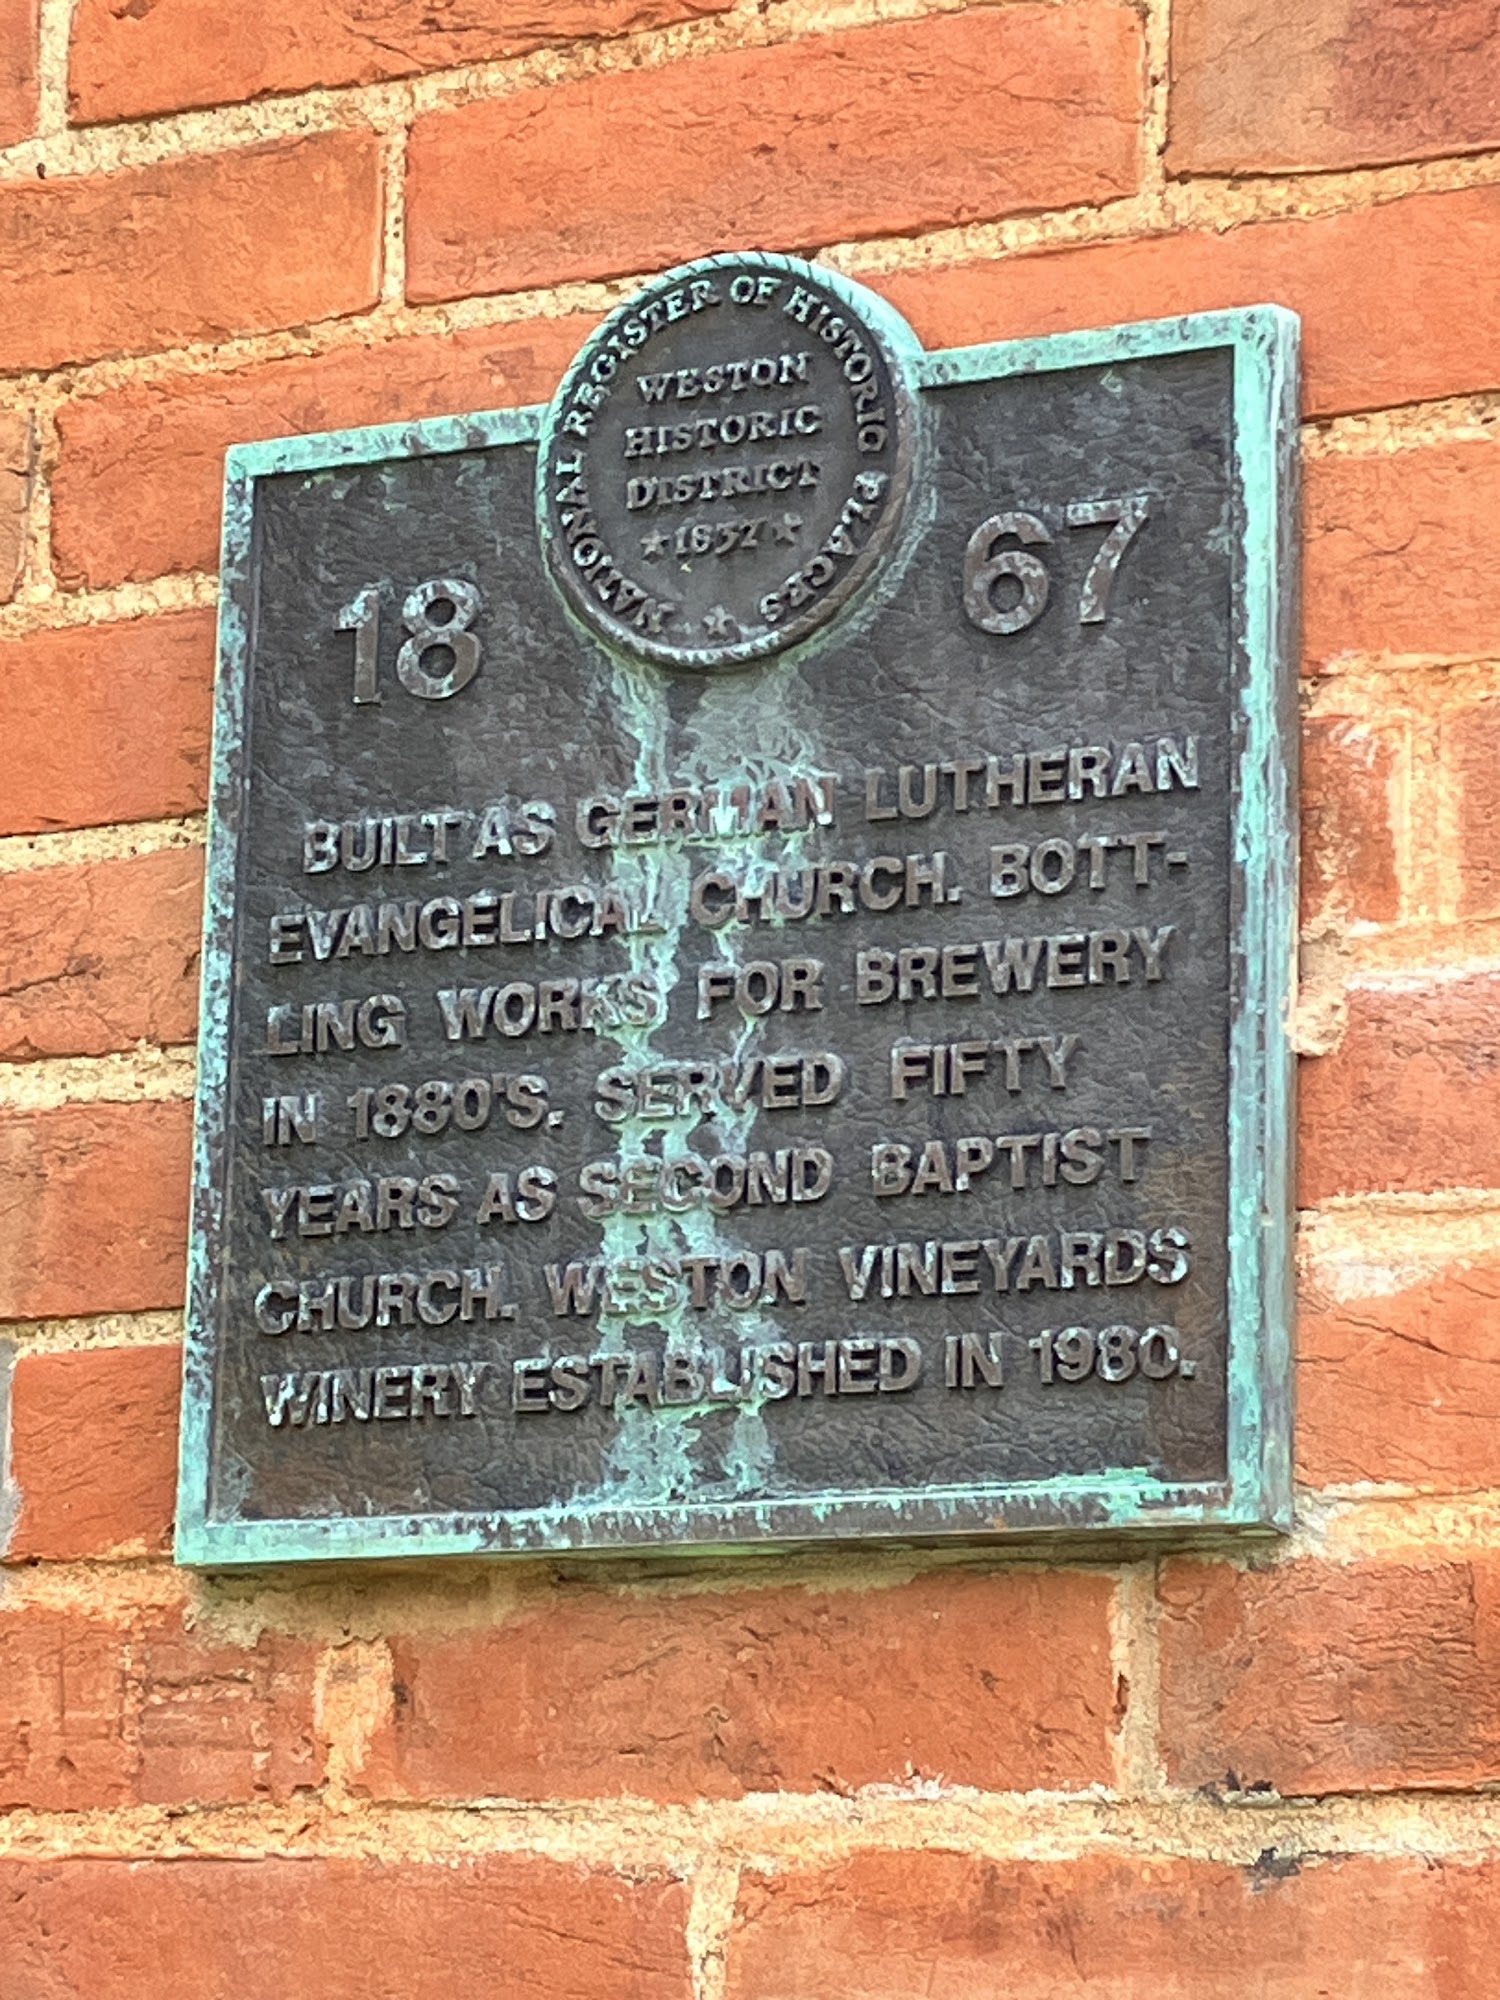 NATIONAL REGISTER OF HISTORIC PLACES
WESTON
HISTORIC
DISTRICT
★1837★
★
18 67
BUILT AS GERMAN LUTHERAN
EVANGELICAL CHURCH. BOTT-
LING WORKS FOR BREWERY
IN 1880'S. SERVED FIFTY
YEARS AS SECOND BAPTIST
CHURCH. WESTON VINEYARDS
WINERY ESTABLISHED IN 1980.